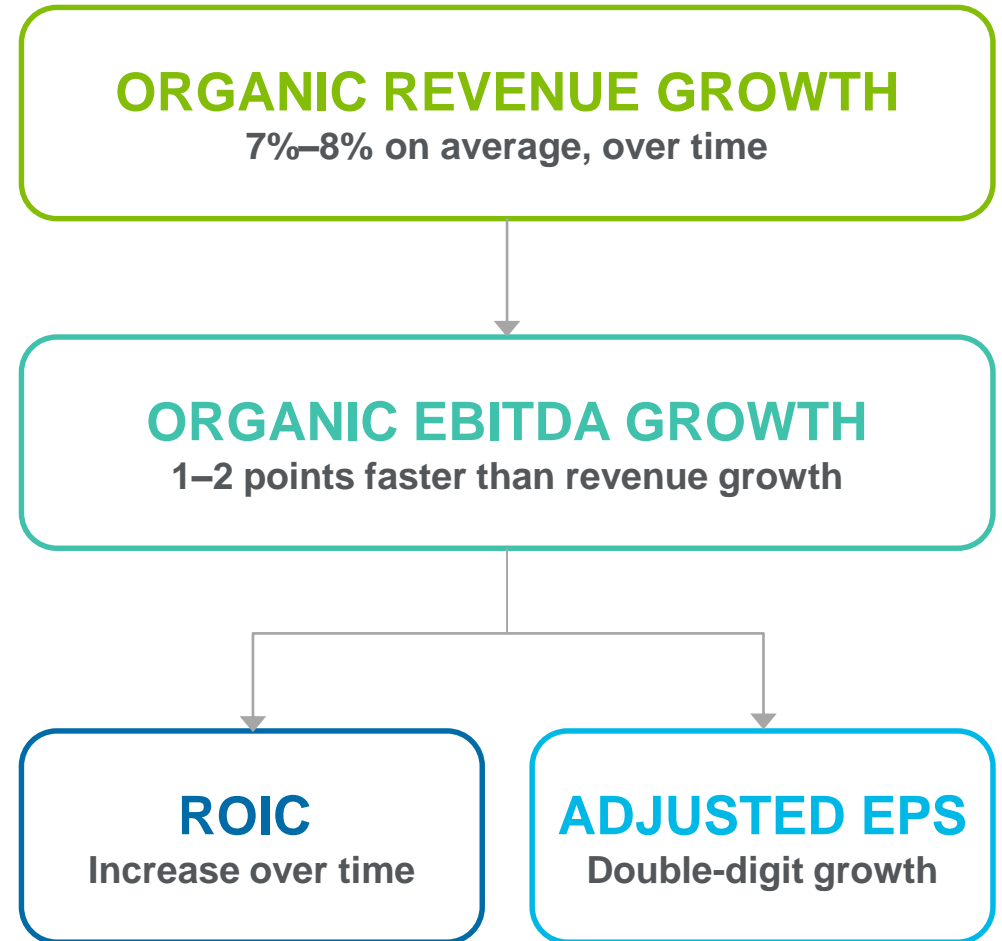 ORGANIC REVENUE GROWTH
7%–8% on average, over time
ORGANIC EBITDA GROWTH
1–2 points faster than revenue growth
ROIC
Increase over time
ADJUSTED EPS
Double-digit growth